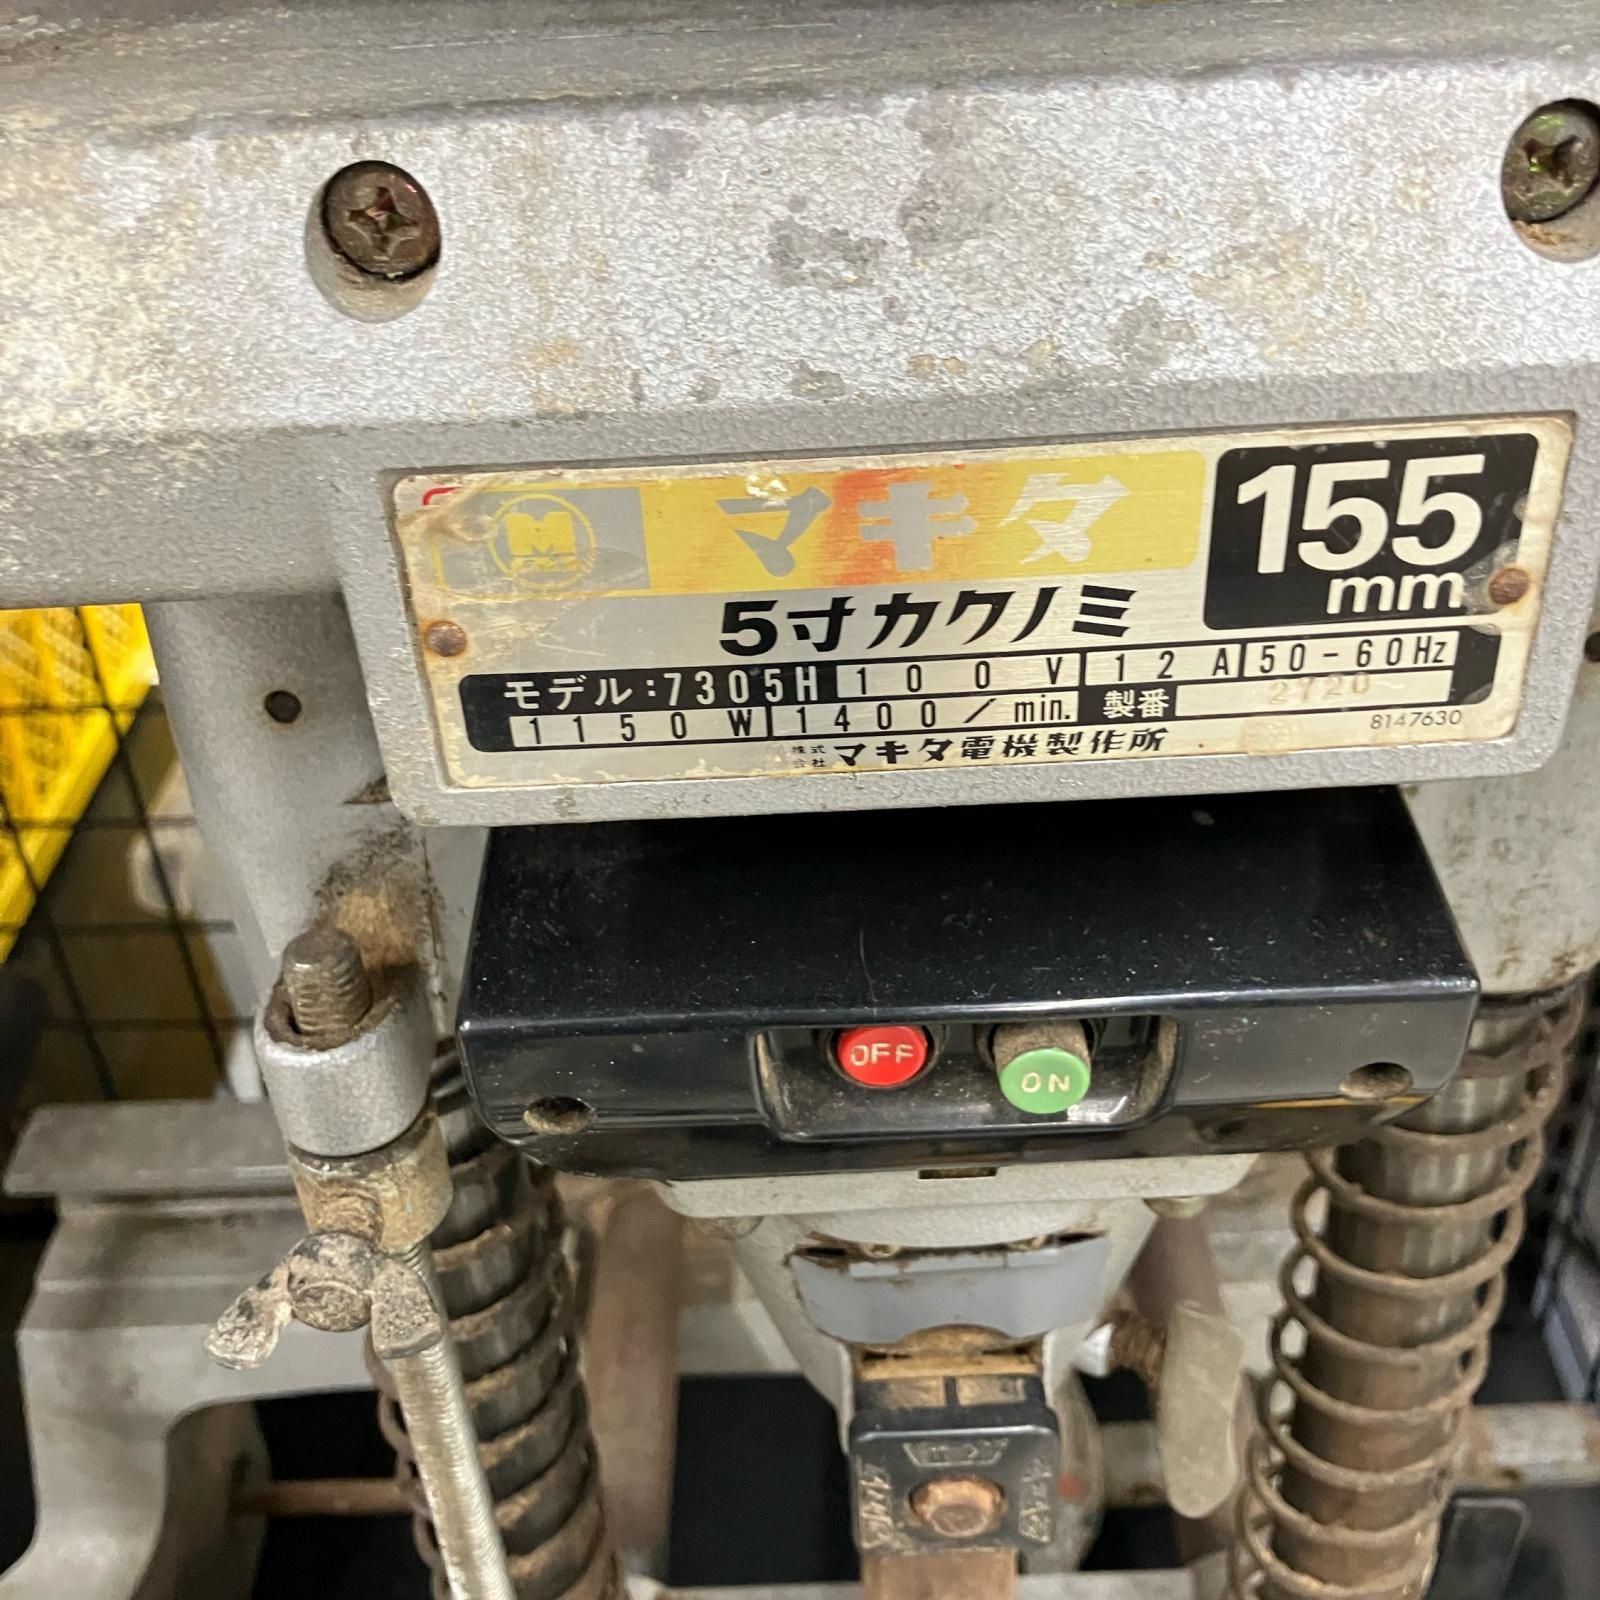 M
マキタ
155
mm
5寸カクノミ
モデル:7305H 100V 12A 50-60Hz
1150W 1400/min. 製番 2720
8147630
株式会社 マキタ電機製作所
OFF
ON